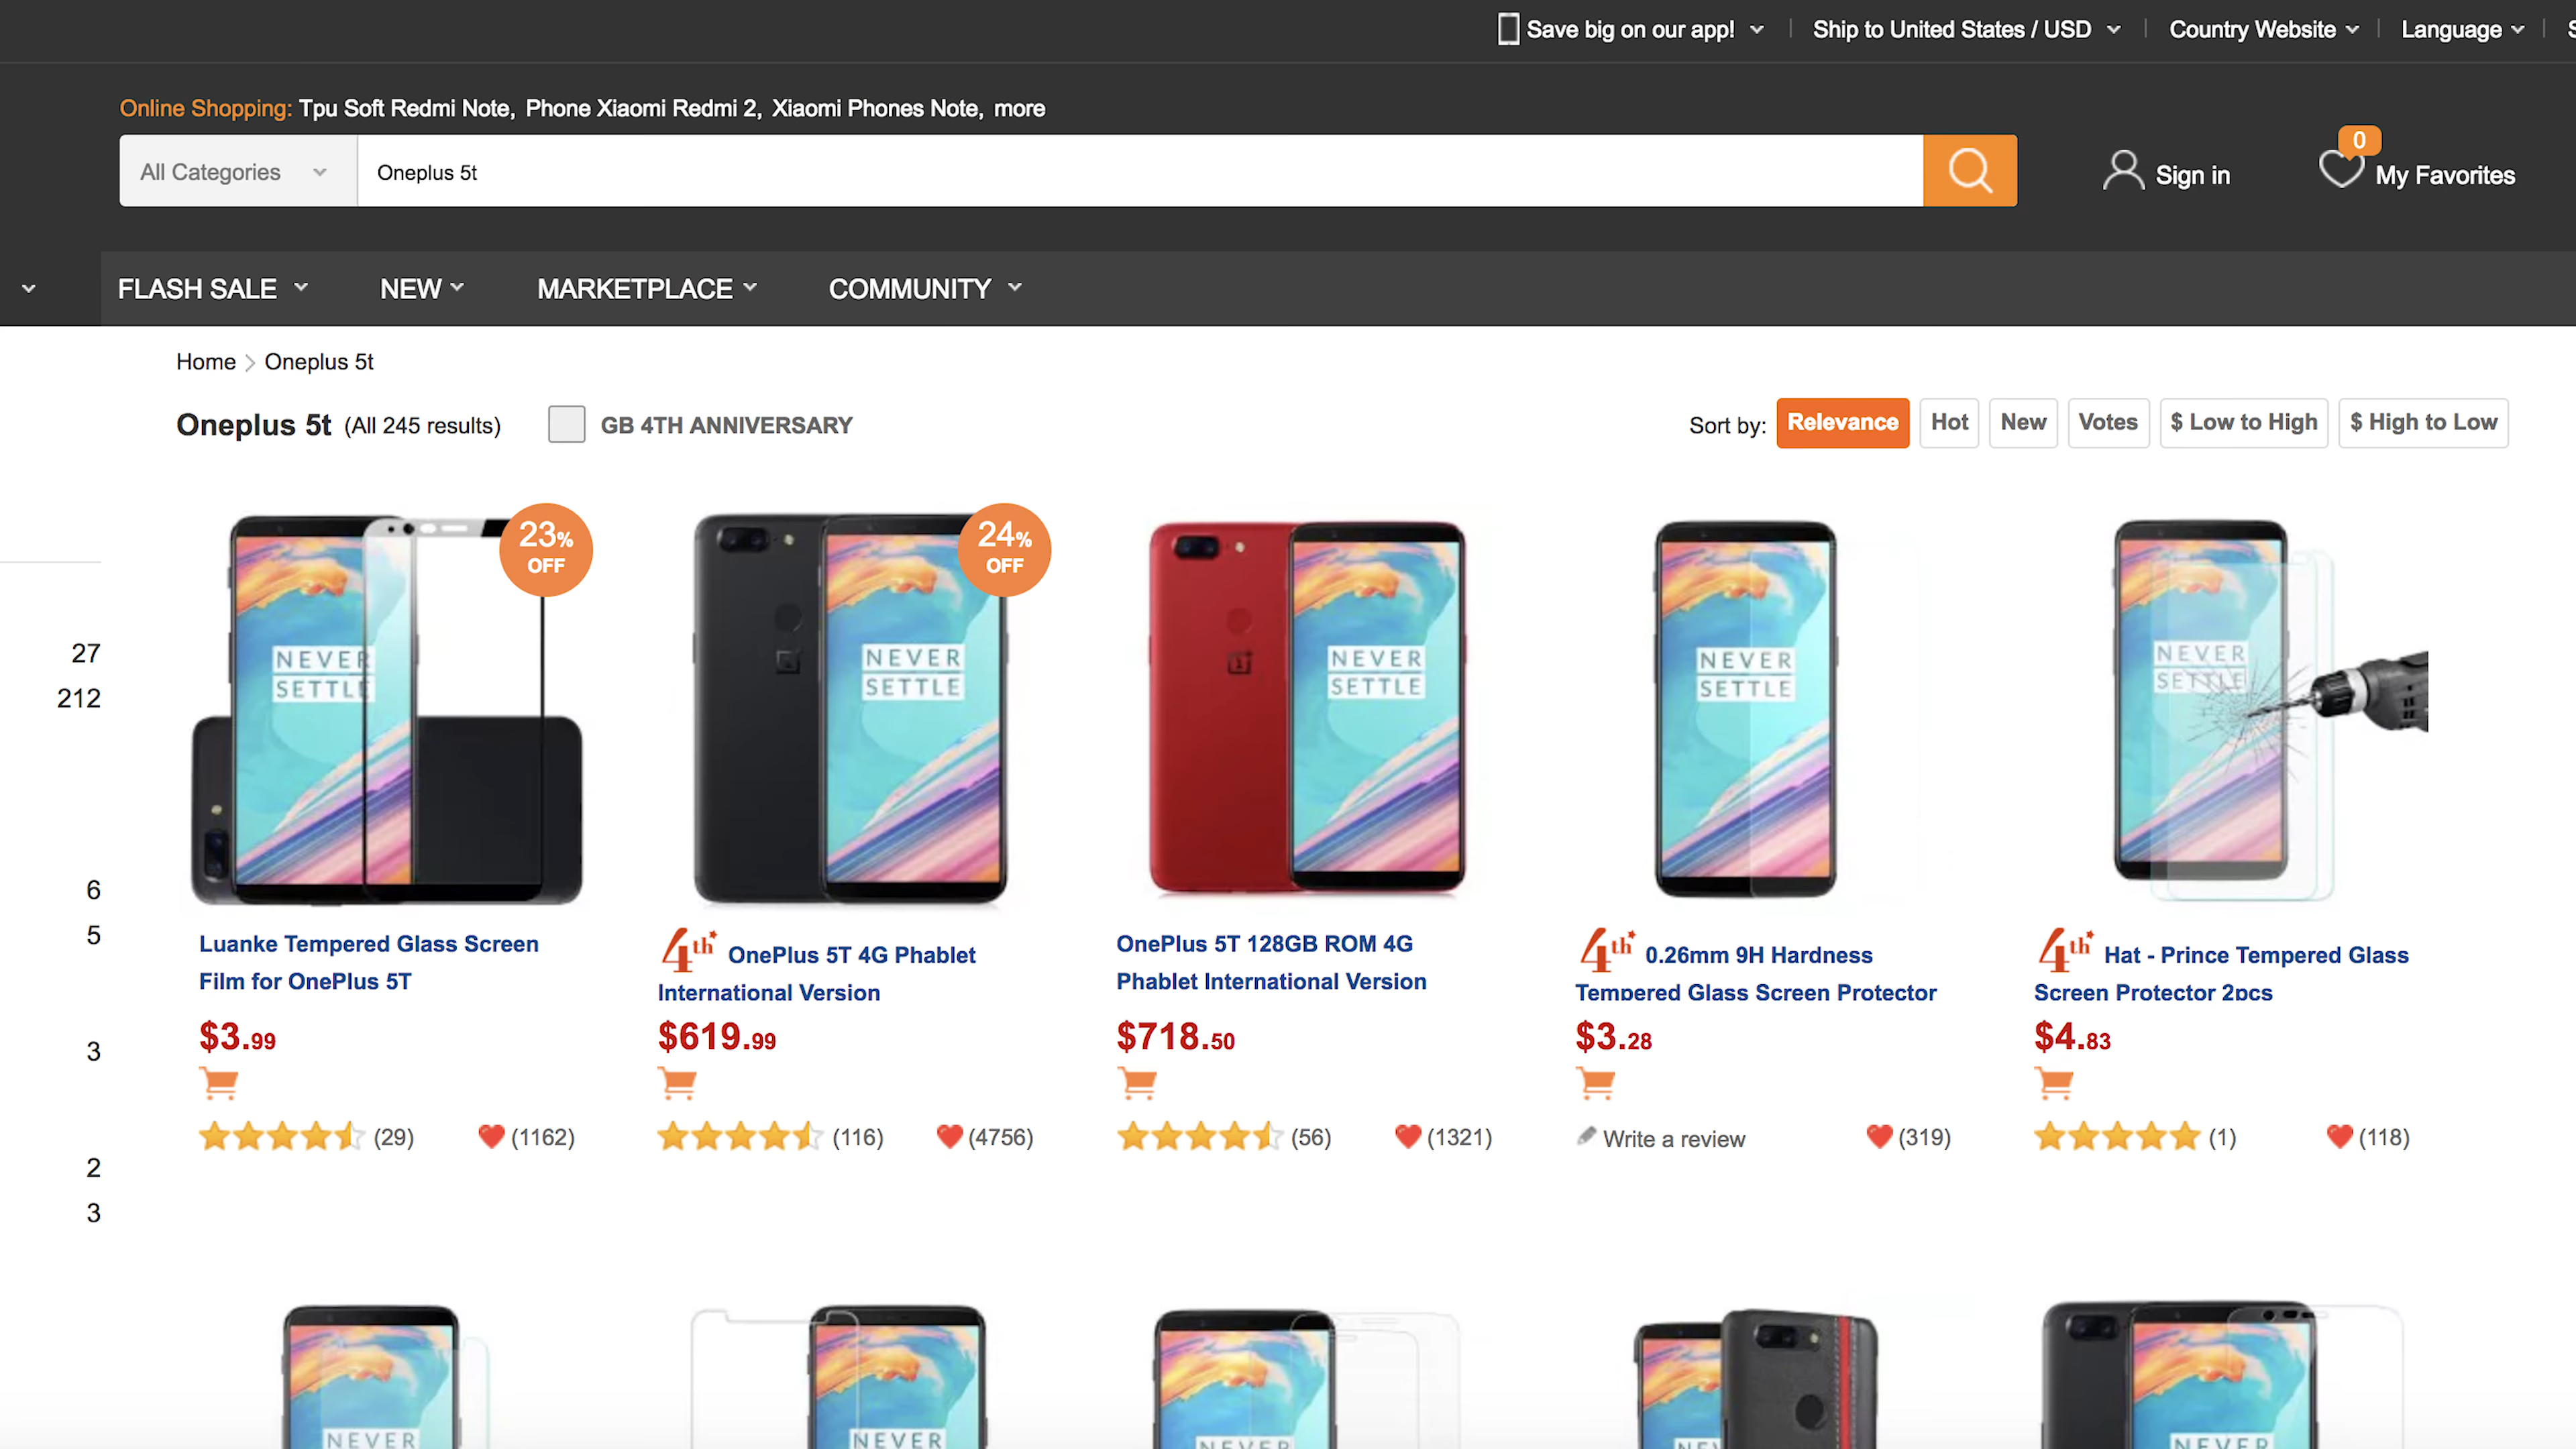 Save big on our app! Ship to United States / USD Country Website Language
Online Shopping: Tpu Soft Redmi Note, Phone Xiaomi Redmi 2, Xiaomi Phones Note, more
All Categories Oneplus 5t
Sign in
0
My Favorites
FLASH SALE NEW MARKETPLACE COMMUNITY
Home Oneplus 5t
Oneplus 5t (All 245 results) GB 4TH ANNIVERSARY
Sort by: Relevance Hot New Votes $ Low to High $ High to Low
27
212
6
5
3
2
3
23% OFF
NEVER
SETTLE
Luanke Tempered Glass Screen
Film for OnePlus 5T
$3.99
(29) (1162)
24% OFF
NEVER
SETTLE
4th OnePlus 5T 4G Phablet
International Version
$619.99
(116) (4756)
NEVER
SETTLE
OnePlus 5T 128GB ROM 4G
Phablet International Version
$718.50
(56) (1321)
NEVER
SETTLE
4th 0.26mm 9H Hardness
Tempered Glass Screen Protector
$3.28
Write a review (319)
NEVER
SETTLE
4th Hat - Prince Tempered Glass
Screen Protector 2pcs
$4.83
(1) (118)
NEVER
NEVER
NEVER
NEVER